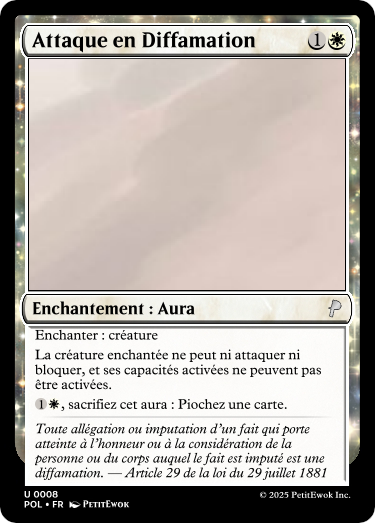 Attaque en Diffamation 1
Enchantement : Aura
Enchanter : créature
La créature enchantée ne peut ni attaquer ni
bloquer, et ses capacités activées ne peuvent pas
être activées.
1, sacrifiez cet aura : Piochez une carte.
Toute allégation ou imputation d'un fait qui porte
atteinte à l'honneur ou à la considération de la
personne ou du corps auquel le fait est imputé est une
diffamation. — Article 29 de la loi du 29 juillet 1881
U 0008
POL • FR PetitEwok
© 2025 PetitEwok Inc.